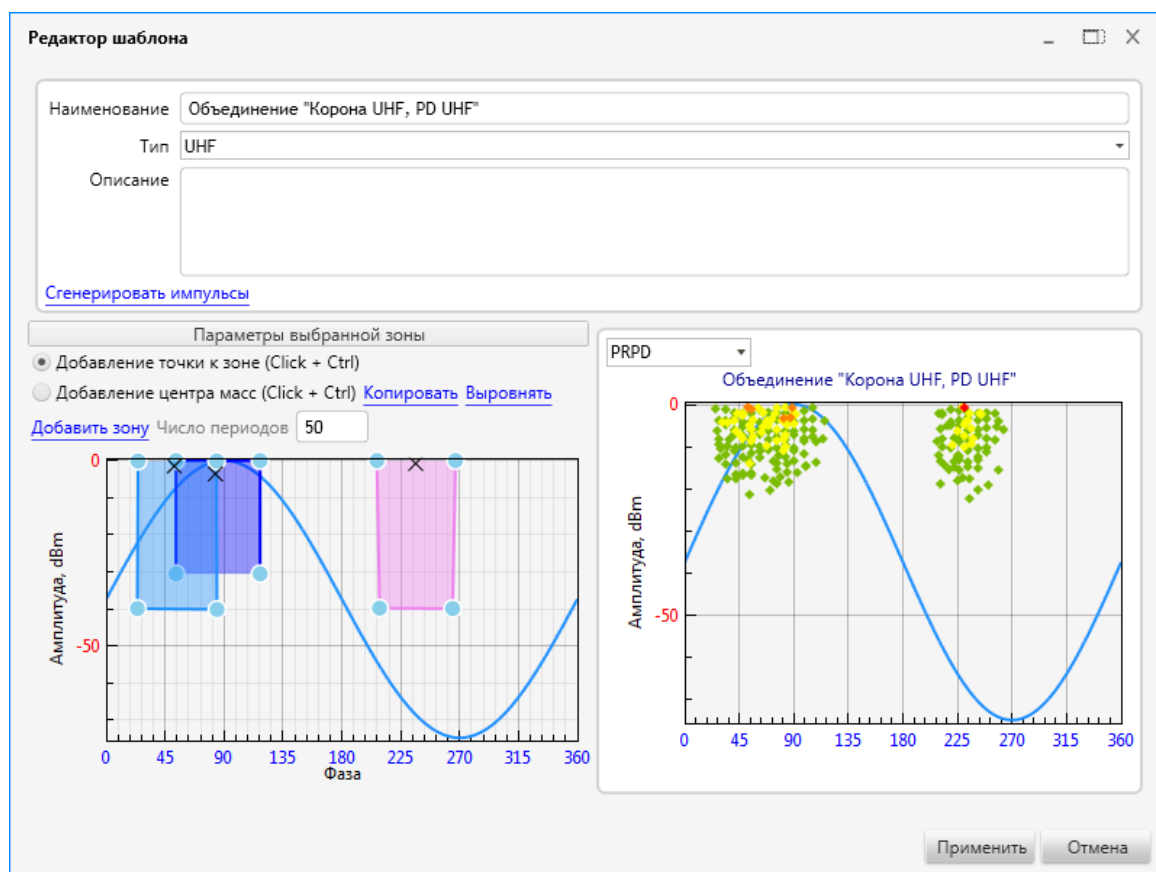 Редактор шаблона
Наименование Объединение "Корона UHF, PD UHF"
Тип UHF
Описание
Сгенерировать импульсы
Параметры выбранной зоны
Добавление точки к зоне (Click + Ctrl)
Добавление центра масс (Click + Ctrl) Копировать Выровнять
Добавить зону Число периодов 50
0
-50
Амплитуда, dBm
0 45 90 135 180 225 270 315 360
Фаза
PRPD
Объединение "Корона UHF, PD UHF"
0
-50
Амплитуда, dBm
0 45 90 135 180 225 270 315 360
Применить Отмена